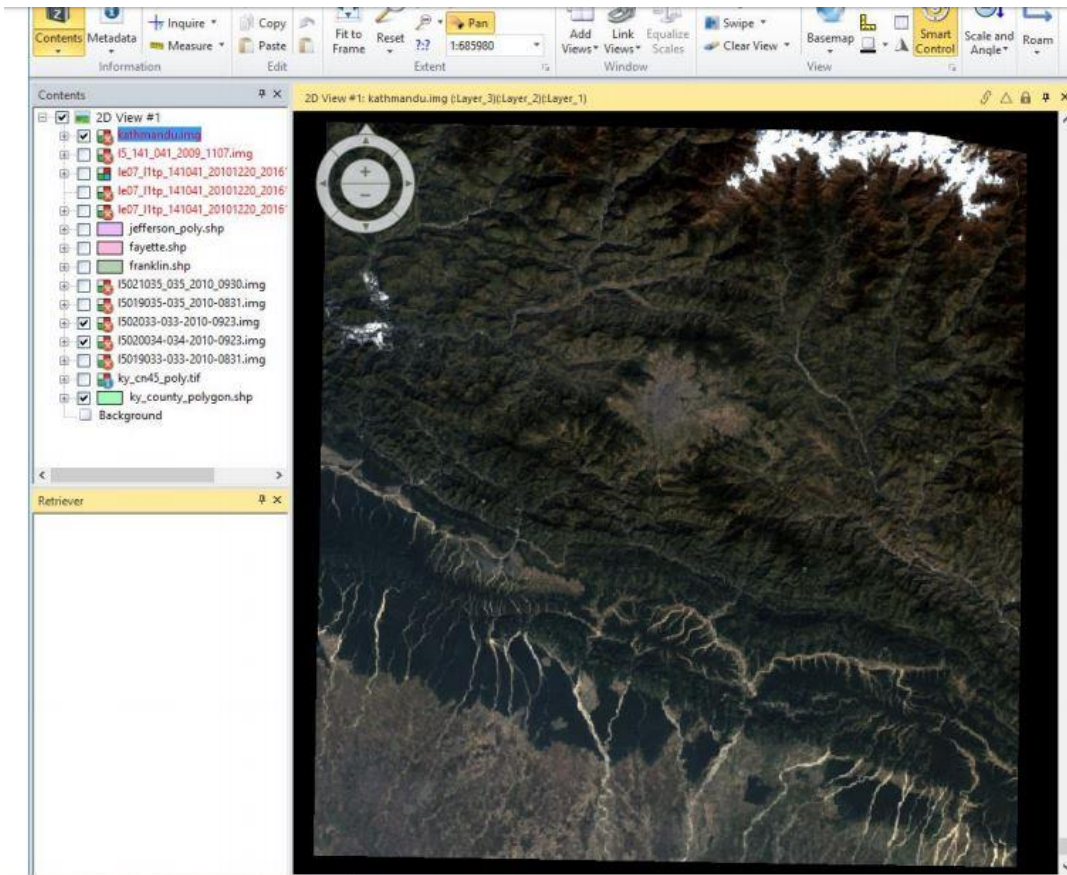 Contents
Metadata
Inquire
Measure
Information
Copy
Paste
Edit
Fit to Frame
Reset
?:?
Pan
1:685980
Extent
Add Views
Link Views
Equalize Scales
Window
Swipe
Clear View
Basemap
Smart Control
Scale and Angle
Roam
View
Contents
2D View #1
kathmandu.img
l5_141_041_2009_1107.img
le07_l1tp_141041_20101220_2016
le07_l1tp_141041_20101220_2016
le07_l1tp_141041_20101220_2016
jefferson_poly.shp
fayette.shp
franklin.shp
l5021035_035_2010_0930.img
l5019035-035_2010-0831.img
l502033-033-2010-0923.img
l5020034-034-2010-0923.img
l5019033-033-2010-0831.img
ky_cn45_poly.tif
ky_county_polygon.shp
Background
Retriever
2D View #1: kathmandu.img (:Layer_3)(:Layer_2)(:Layer_1)